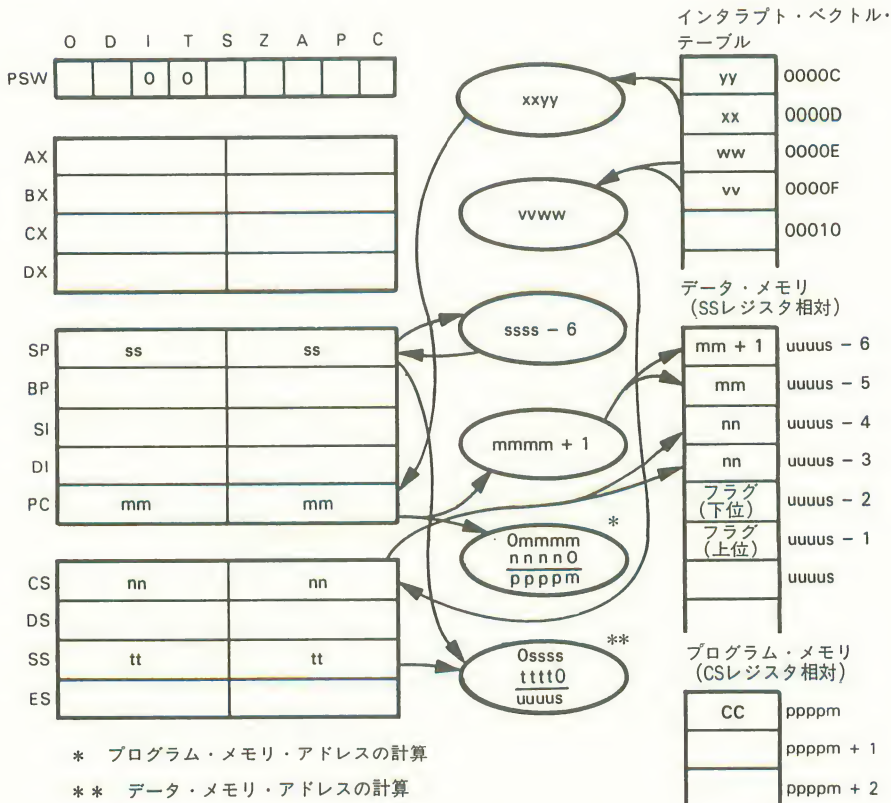 O D I T S Z A P C
PSW 0 0
AX
BX
CX
DX
SP ss ss
BP
SI
DI
PC mm mm
CS nn nn
DS
SS tt tt
ES
xxyy
vvww
ssss − 6
mmmm + 1
*
0mmmm
nnnn0
ppppm
**
0ssss
tttt0
uuuus
インタラプト・ベクトル・
テーブル
yy 0000C
xx 0000D
ww 0000E
vv 0000F
00010
データ・メモリ
(SSレジスタ相対)
mm + 1 uuuus − 6
mm uuuus − 5
nn uuuus − 4
nn uuuus − 3
フラグ
(下位) uuuus − 2
フラグ
(上位) uuuus − 1
uuuus
プログラム・メモリ
(CSレジスタ相対)
CC ppppm
ppppm + 1
ppppm + 2
* プログラム・メモリ・アドレスの計算
** データ・メモリ・アドレスの計算